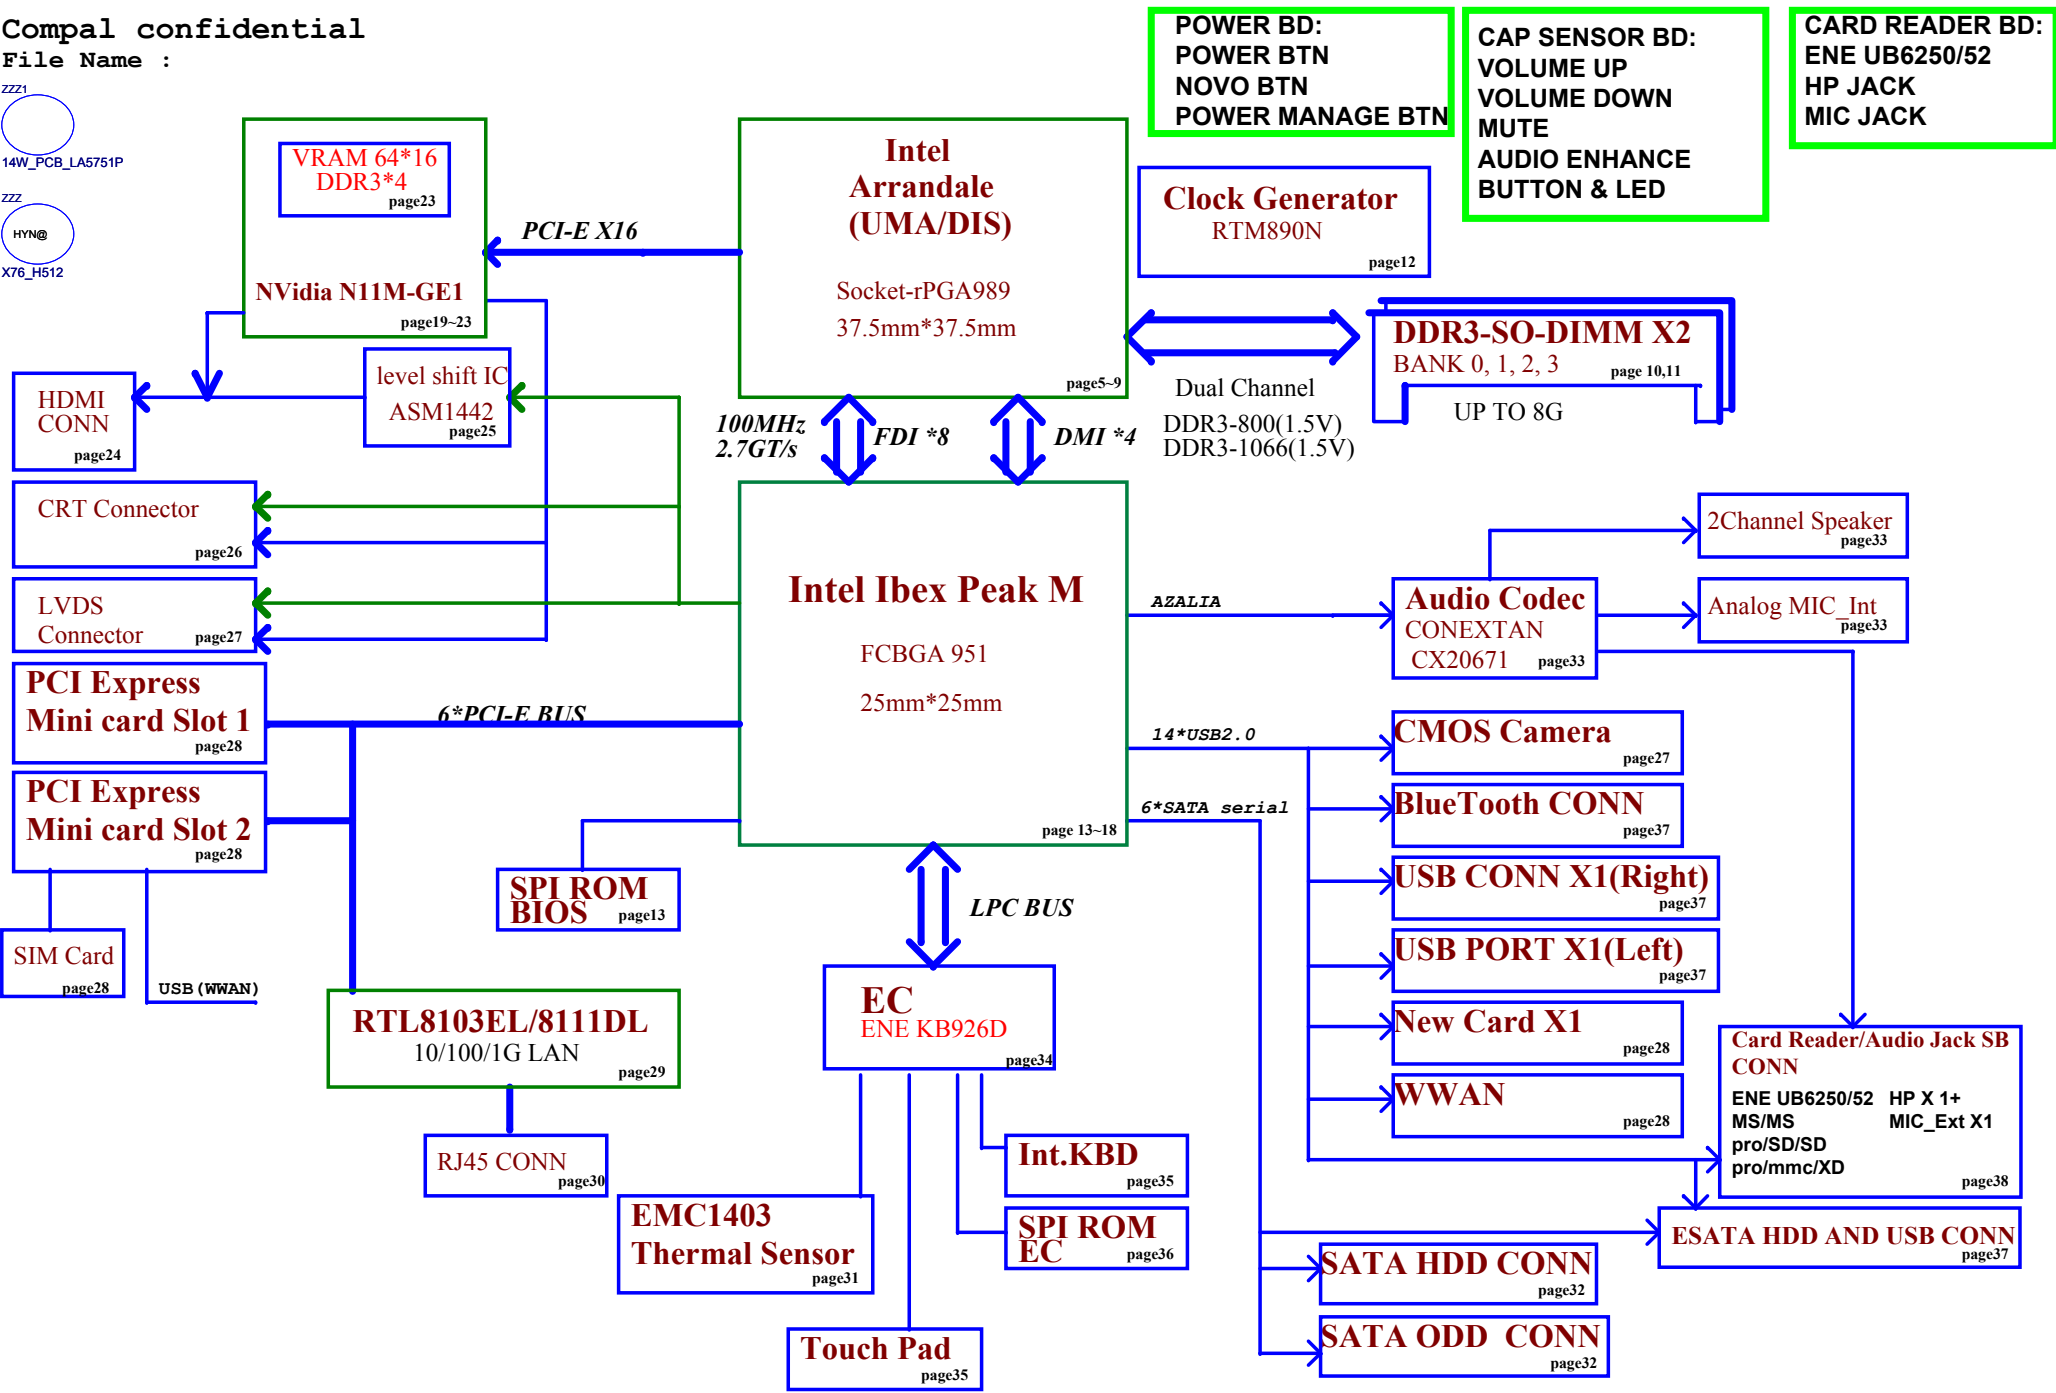 Compal confidential
File Name :
ZZZ1
14W_PCB_LA5751P
ZZZ
HYN@
X76_H512
POWER BD:
POWER BTN
NOVO BTN
POWER MANAGE BTN
CAP SENSOR BD:
VOLUME UP
VOLUME DOWN
MUTE
AUDIO ENHANCE
BUTTON & LED
CARD READER BD:
ENE UB6250/52
HP JACK
MIC JACK
VRAM 64*16
DDR3*4
page23
NVidia N11M-GE1
page19~23
PCI-E X16
Intel
Arrandale
(UMA/DIS)
Socket-rPGA989
37.5mm*37.5mm
page5~9
Clock Generator
RTM890N
page12
DDR3-SO-DIMM X2
BANK 0, 1, 2, 3
page 10,11
UP TO 8G
Dual Channel
DDR3-800(1.5V)
DDR3-1066(1.5V)
HDMI
CONN
page24
level shift IC
ASM1442
page25
100MHz
2.7GT/s
FDI *8
DMI *4
CRT Connector
page26
LVDS
Connector
page27
Intel Ibex Peak M
FCBGA 951
25mm*25mm
page 13~18
AZALIA
Audio Codec
CONEXTAN
CX20671
page33
2Channel Speaker
page33
Analog MIC_Int
page33
PCI Express
Mini card Slot 1
page28
6*PCI-E BUS
PCI Express
Mini card Slot 2
page28
SIM Card
page28
USB(WWAN)
14*USB2.0
6*SATA serial
CMOS Camera
page27
BlueTooth CONN
page37
USB CONN X1(Right)
page37
USB PORT X1(Left)
page37
New Card X1
page28
WWAN
page28
SPI ROM
BIOS
page13
LPC BUS
RTL8103EL/8111DL
10/100/1G LAN
page29
RJ45 CONN
page30
EC
ENE KB926D
page34
Int.KBD
page35
SPI ROM
EC
page36
EMC1403
Thermal Sensor
page31
Touch Pad
page35
Card Reader/Audio Jack SB
CONN
ENE UB6250/52
MS/MS
pro/SD/SD
pro/mmc/XD
HP X 1+
MIC_Ext X1
page38
ESATA HDD AND USB CONN
page37
SATA HDD CONN
page32
SATA ODD CONN
page32